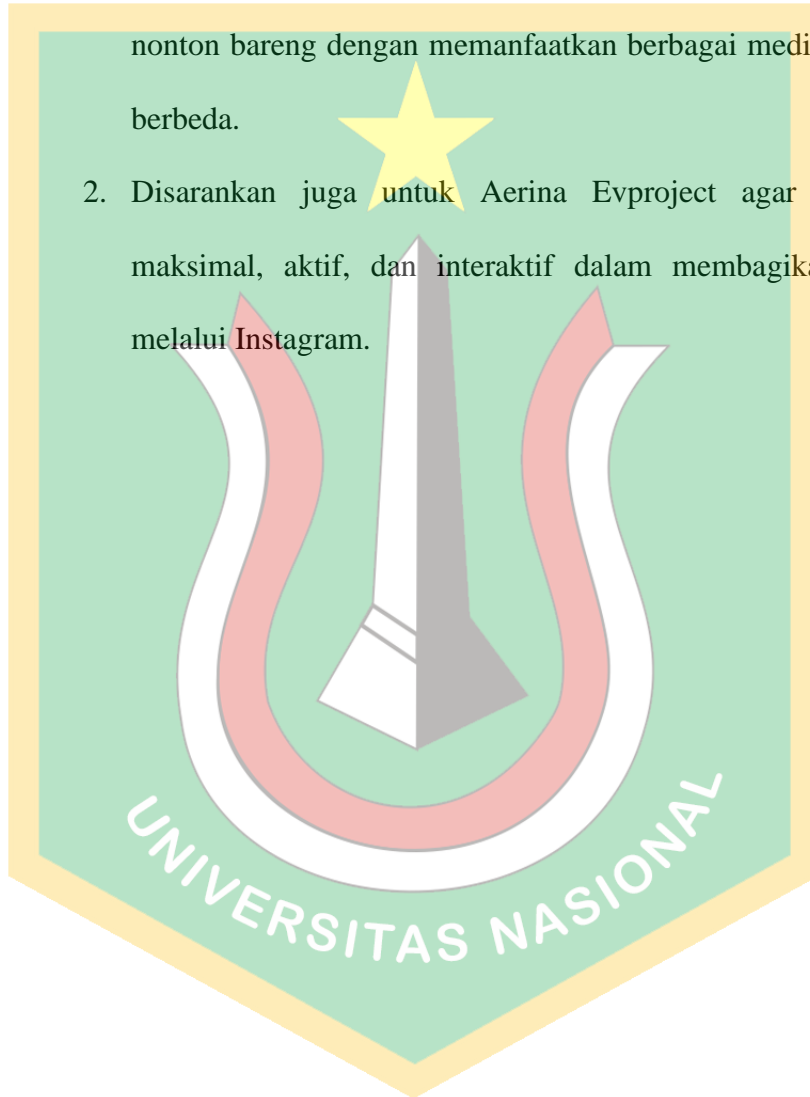 nonton bareng dengan memanfaatkan berbagai medi
berbeda.
2. Disarankan juga untuk Aerina Evproject agar
maksimal, aktif, dan interaktif dalam membagika
melalui Instagram.
UNIVERSITAS NASIONAL